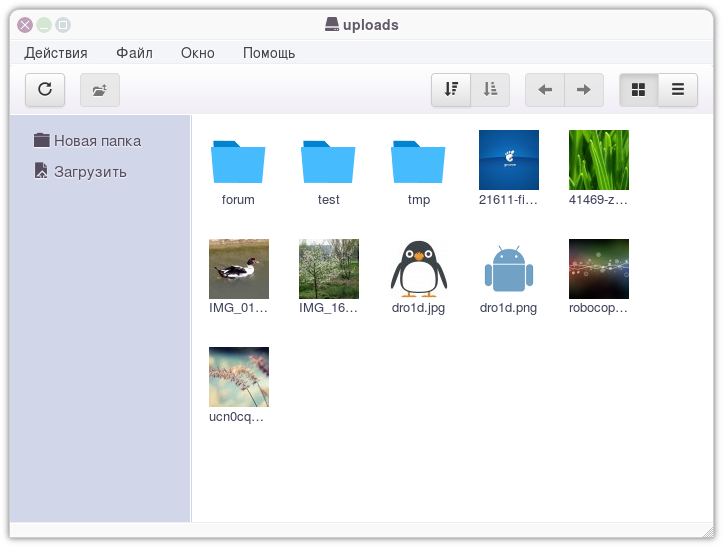 uploads
Действия Файл Окно Помощь
Новая папка
Загрузить
forum test tmp 21611-fi... 41469-z...
IMG_01... IMG_16... dro1d.jpg dro1d.png robocop...
ucn0cq...